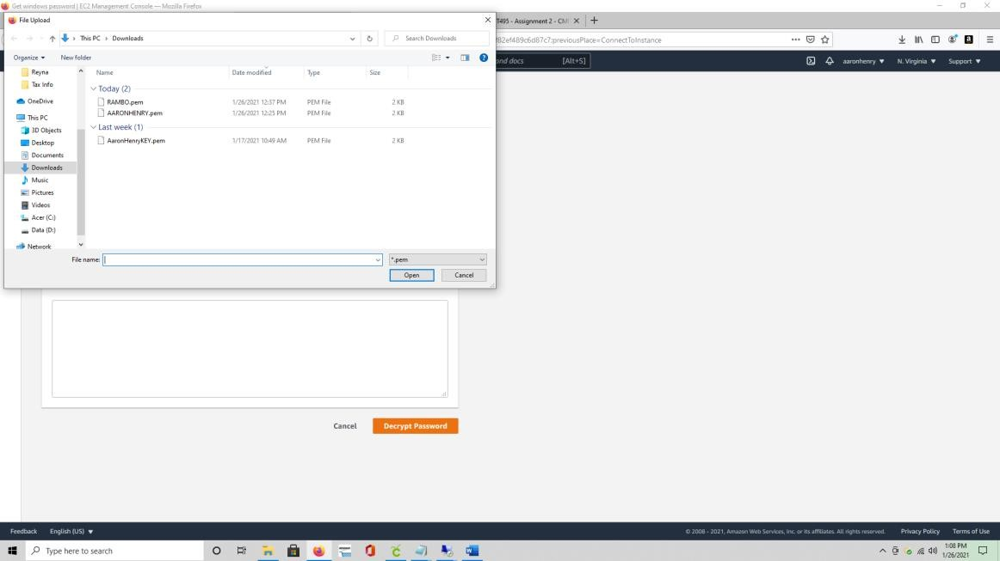 Get windows password | EC2 Management Console — Mozilla Firefox
File Upload
T495 - Assignment 2 - CM
This PC > Downloads
Search Downloads
82ef489c6d87c7;previousPlace=ConnectToInstance
Organize
New folder
and docs
[Alt+S]
aaronhenry
N. Virginia
Support
Reyna
Tax Info
OneDrive
This PC
3D Objects
Desktop
Documents
Downloads
Music
Pictures
Videos
Acer (C:)
Data (D:)
Network
Name
Date modified
Type
Size
Today (2)
RAMBO.pem 1/26/2021 12:37 PM PEM File 2 KB
AARONHENRY.pem 1/26/2021 12:25 PM PEM File 2 KB
Last week (1)
AaronHenryKEY.pem 1/17/2021 10:49 AM PEM File 2 KB
File name:
*.pem
Open
Cancel
Cancel
Decrypt Password
Feedback
English (US)
© 2008 - 2021, Amazon Web Services, Inc. or its affiliates. All rights reserved.
Privacy Policy
Terms of Use
Type here to search
1:08 PM
1/26/2021